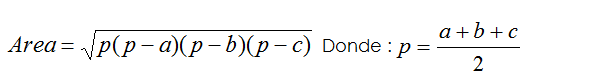 Area = √p(p − a)(p − b)(p − c) Donde : p = a + b + c / 2